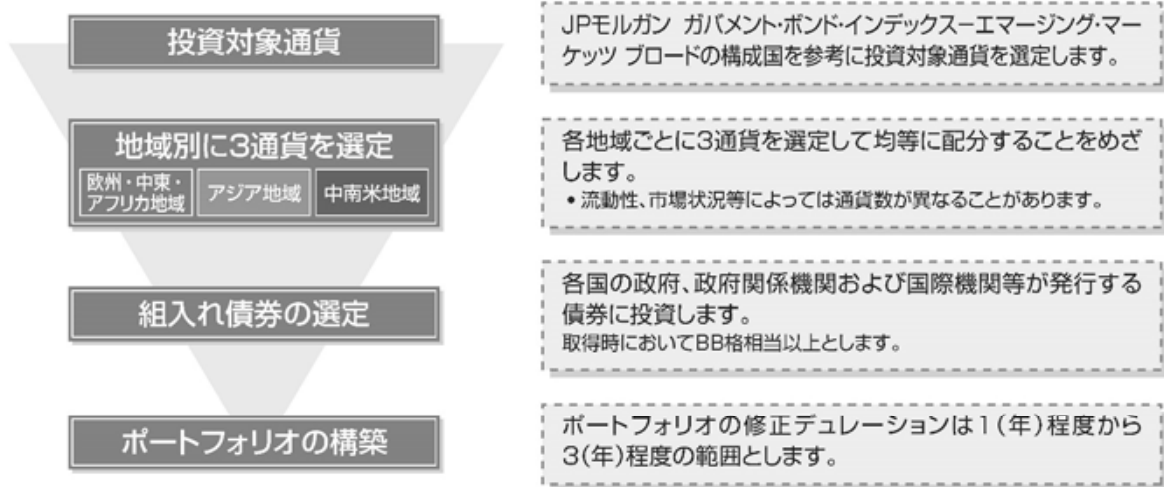 投資対象通貨
JPモルガン ガバメント・ボンド・インデックス－エマージング・マー
ケッツ ブロードの構成国を参考に投資対象通貨を選定します。
地域別に3通貨を選定
欧州・中東・
アフリカ地域
アジア地域
中南米地域
各地域ごとに3通貨を選定して均等に配分することをめざ
します。
• 流動性、市場状況等によっては通貨数が異なることがあります。
組入れ債券の選定
各国の政府、政府関係機関および国際機関等が発行する
債券に投資します。
取得時においてBB格相当以上とします。
ポートフォリオの構築
ポートフォリオの修正デュレーションは1(年)程度から
3(年)程度の範囲とします。